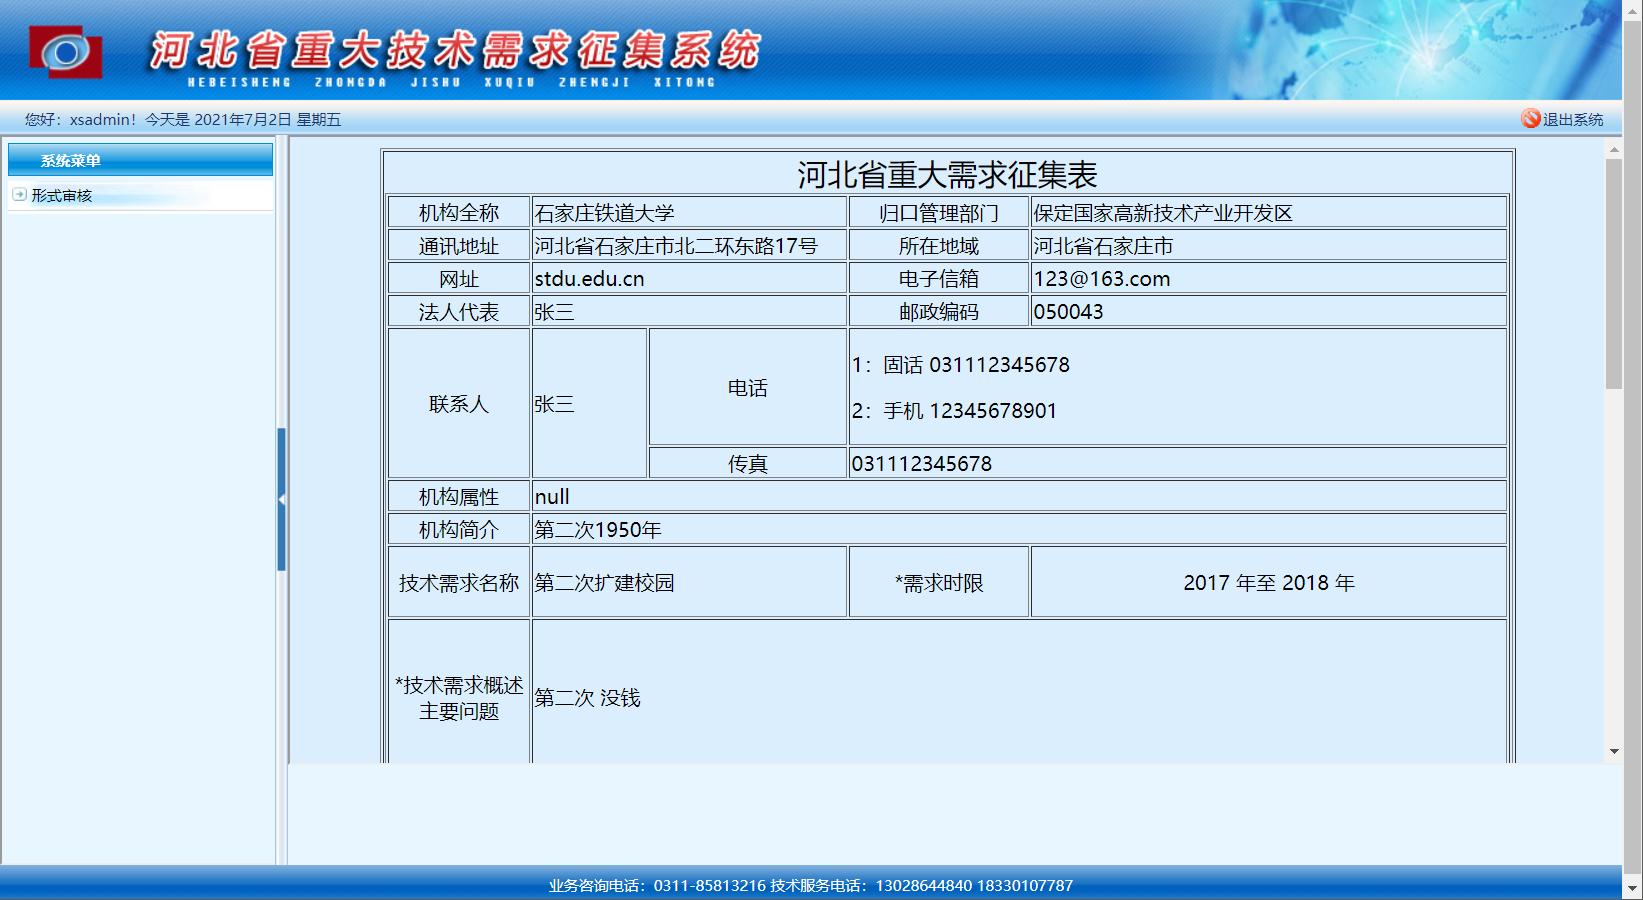 河北省重大技术需求征集系统
HEBEISHENG ZHONGDA JISHU XUQIU ZHENGJI XITONG
您好：xsadmin！今天是 2021年7月2日 星期五
退出系统
系统菜单
形式审核
河北省重大需求征集表
机构全称 石家庄铁道大学 归口管理部门 保定国家高新技术产业开发区
通讯地址 河北省石家庄市北二环东路17号 所在地域 河北省石家庄市
网址 stdu.edu.cn 电子信箱 123@163.com
法人代表 张三 邮政编码 050043
联系人 张三 电话
1：固话 031112345678
2：手机 12345678901
传真 031112345678
机构属性 null
机构简介 第二次1950年
技术需求名称 第二次扩建校园 *需求时限 2017 年至 2018 年
*技术需求概述
主要问题
第二次 没钱
业务咨询电话：0311-85813216 技术服务电话：13028644840 18330107787